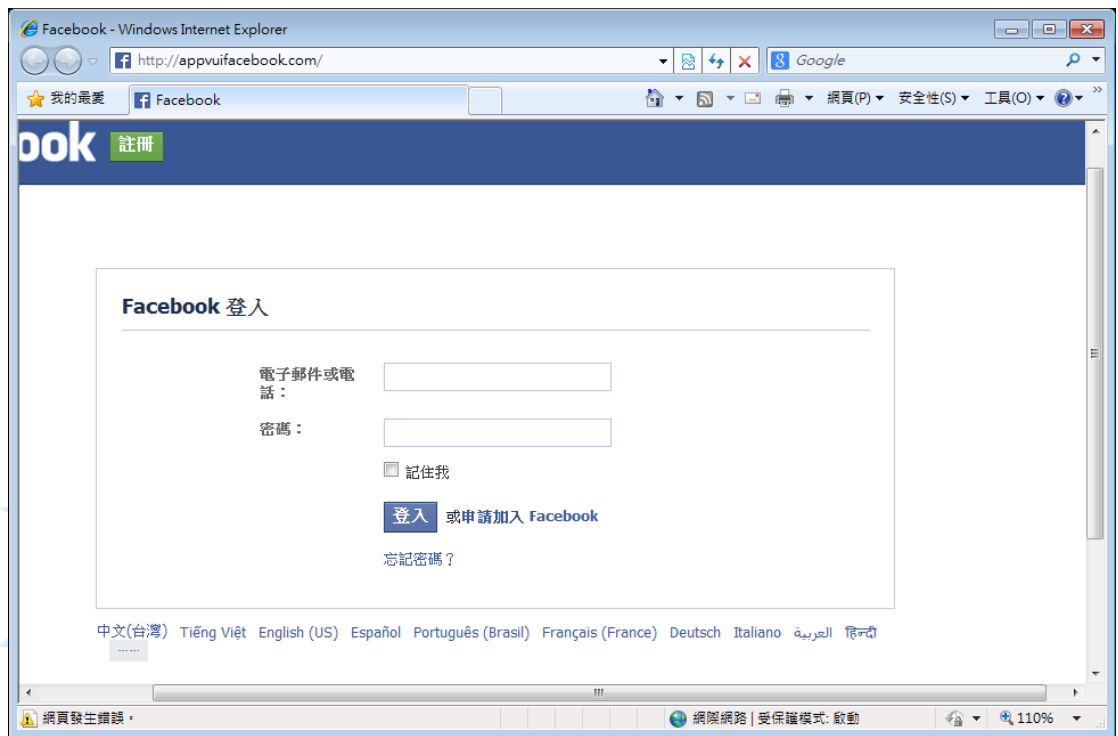 Facebook - Windows Internet Explorer
http://appvuifacebook.com/
Google
我的最愛
Facebook
網頁(P)
安全性(S)
工具(O)
ook 註冊
Facebook 登入
電子郵件或電
話：
密碼：
記住我
登入 或申請加入 Facebook
忘記密碼？
中文(台灣) Tiếng Việt English (US) Español Português (Brasil) Français (France) Deutsch Italiano العربية हिन्दी
......
網頁發生錯誤。
網際網路 | 受保護模式: 啟動
110%